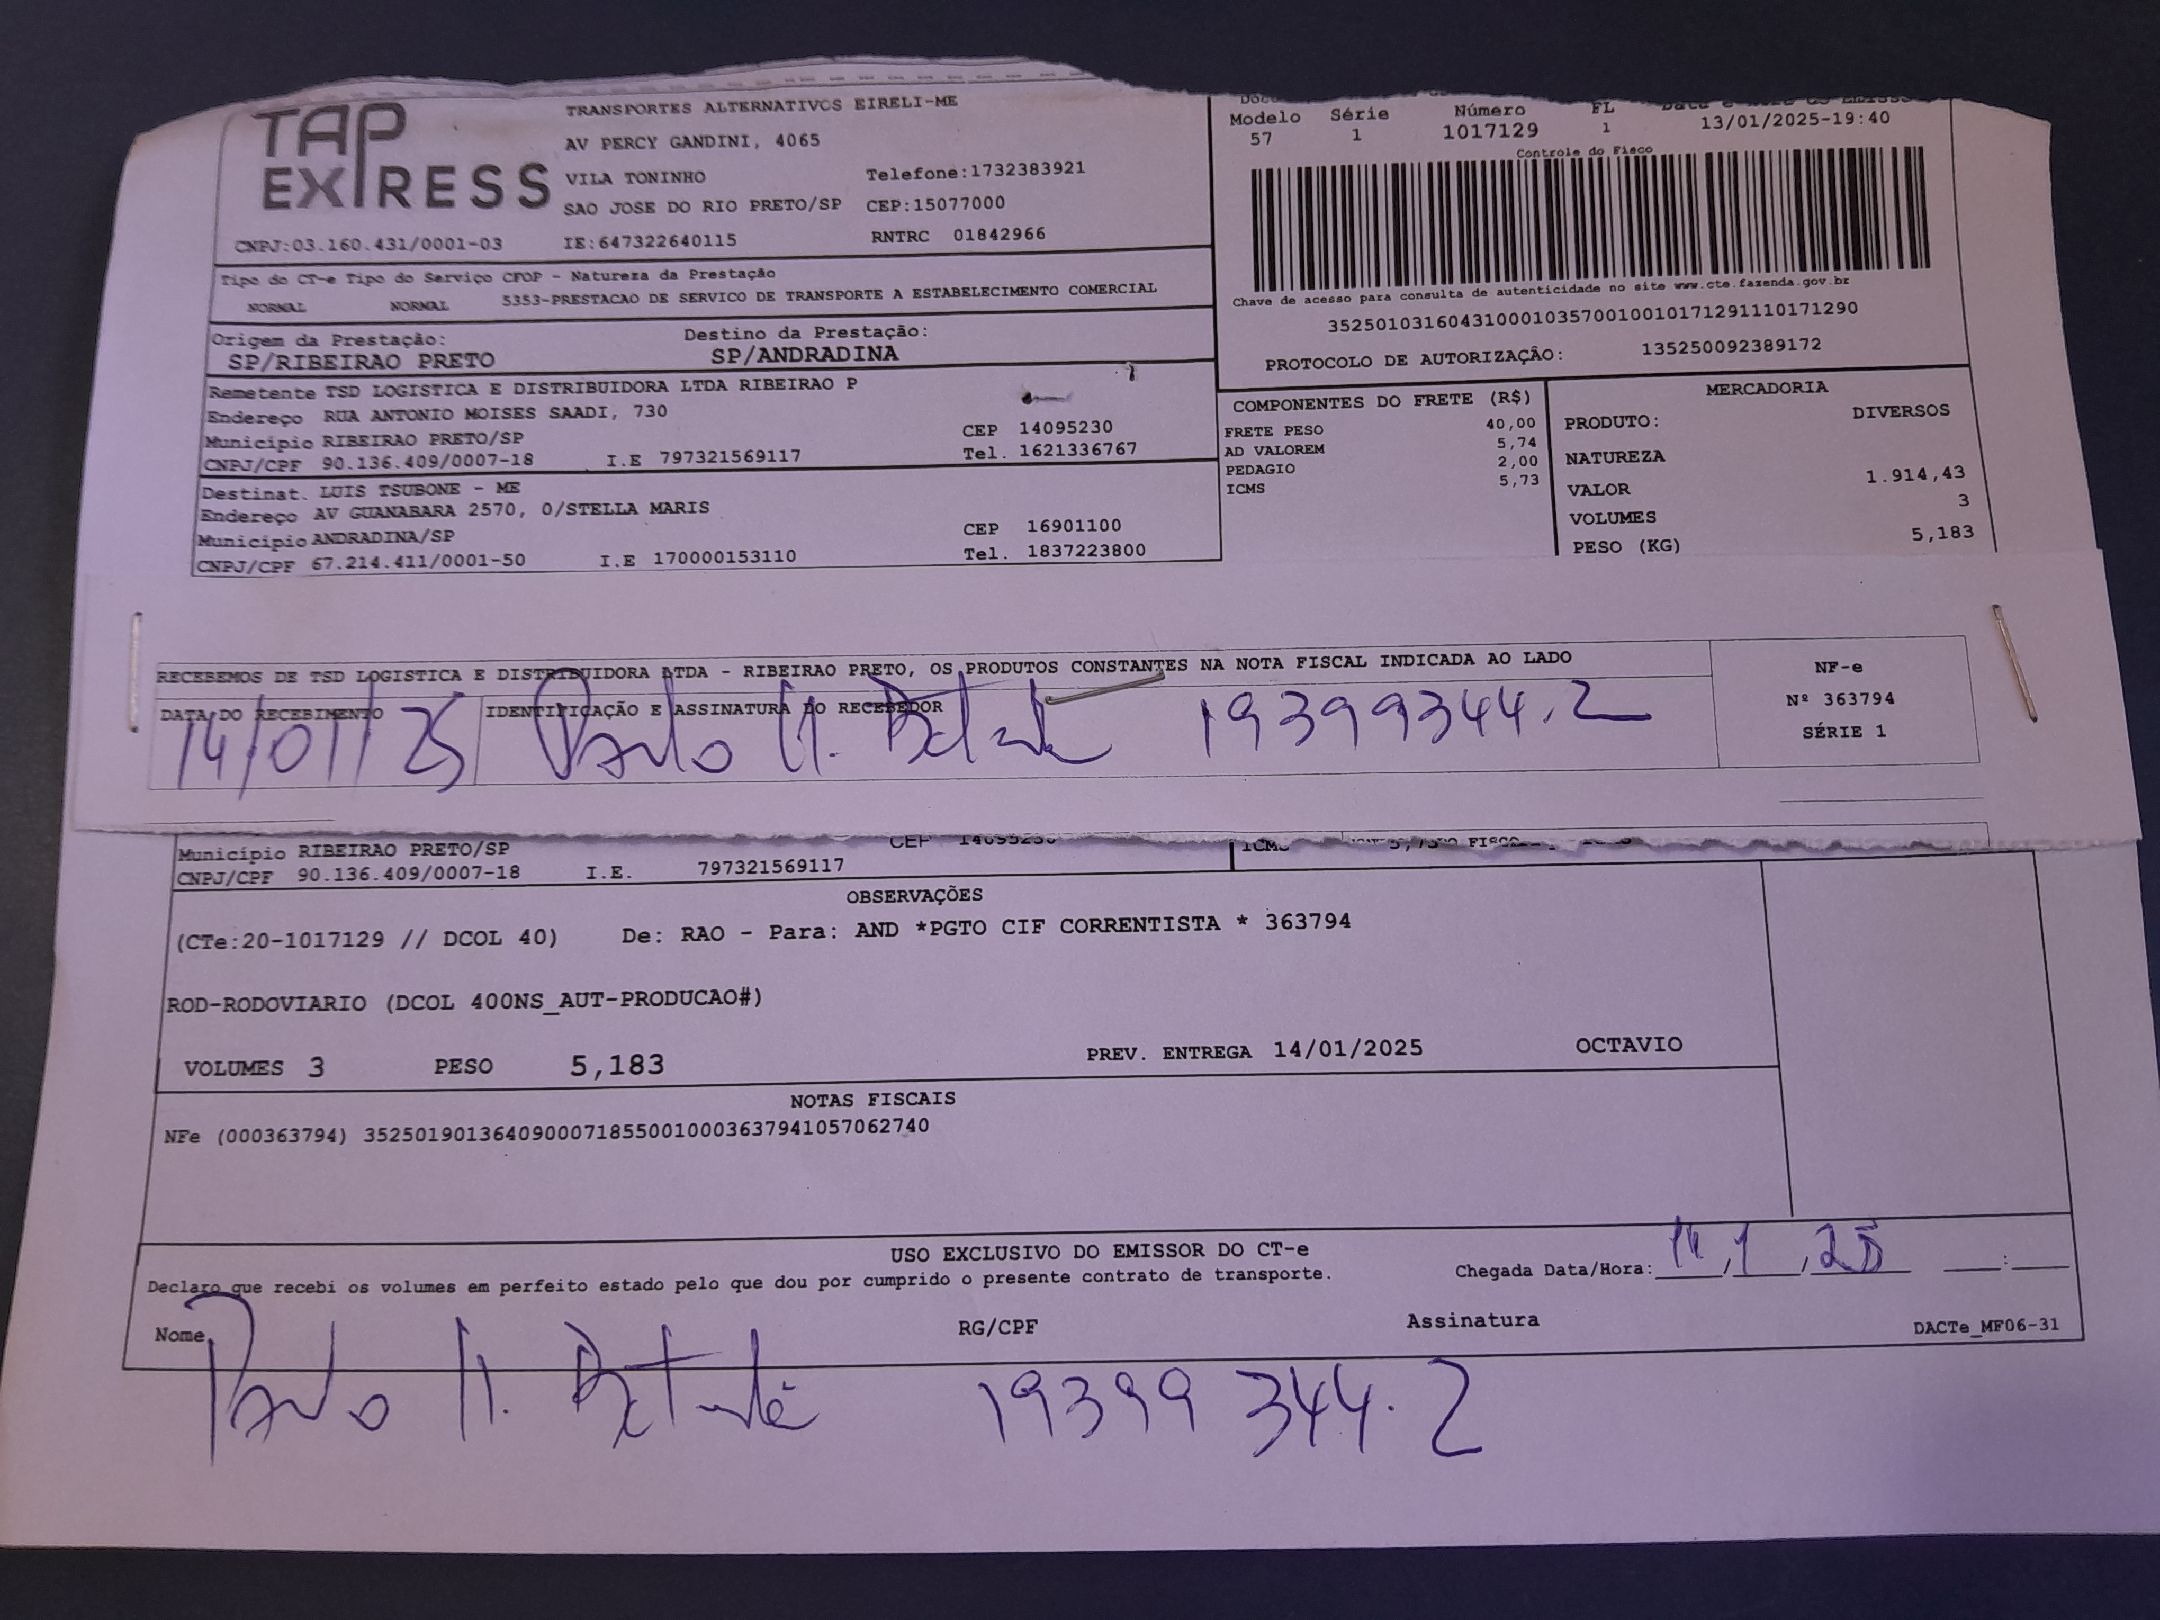 TAP EXPRESS
TRANSPORTES ALTERNATIVOS EIRELI-ME
AV PERCY GANDINI, 4065
VILA TONINHO Telefone:1732383921
SAO JOSE DO RIO PRETO/SP CEP:15077000
CNPJ:03.160.431/0001-03 IE:647322640115 RNTRC 01842966
Modelo Série Número FL
57 1 1017129 1 13/01/2025-19:40
Controle do Fisco
Chave de acesso para consulta de autenticidade no site www.cte.fazenda.gov.br
35250103160431000103570010010171291110171290
PROTOCOLO DE AUTORIZAÇÃO: 135250092389172
Tipo do CT-e Tipo do Serviço CFOP - Natureza da Prestação
NORMAL NORMAL 5353-PRESTACAO DE SERVICO DE TRANSPORTE A ESTABELECIMENTO COMERCIAL
Origem da Prestação: Destino da Prestação:
SP/RIBEIRAO PRETO SP/ANDRADINA
Remetente TSD LOGISTICA E DISTRIBUIDORA LTDA RIBEIRAO P
Endereço RUA ANTONIO MOISES SAADI, 730
Município RIBEIRAO PRETO/SP CEP 14095230
CNPJ/CPF 90.136.409/0007-18 I.E 797321569117 Tel. 1621336767
Destinat. LUIS TSUBONE - ME
Endereço AV GUANABARA 2570, 0/STELLA MARIS
Município ANDRADINA/SP CEP 16901100
CNPJ/CPF 67.214.411/0001-50 I.E 170000153110 Tel. 1837223800
COMPONENTES DO FRETE (R$)
FRETE PESO 40,00
AD VALOREM 5,74
PEDAGIO 2,00
ICMS 5,73
MERCADORIA
PRODUTO: DIVERSOS
NATUREZA
VALOR 1.914,43
VOLUMES 3
PESO (KG) 5,183
RECEBEMOS DE TSD LOGISTICA E DISTRIBUIDORA LTDA - RIBEIRAO PRETO, OS PRODUTOS CONSTANTES NA NOTA FISCAL INDICADA AO LADO
DATA DO RECEBIMENTO IDENTIFICAÇÃO E ASSINATURA DO RECEBEDOR
14/01/25 19399344.2
NF-e
Nº 363794
SÉRIE 1
CEP 14095230
Município RIBEIRAO PRETO/SP
CNPJ/CPF 90.136.409/0007-18 I.E. 797321569117
OBSERVAÇÕES
(CTe:20-1017129 // DCOL 40) De: RAO - Para: AND *PGTO CIF CORRENTISTA * 363794
ROD-RODOVIARIO (DCOL 400NS_AUT-PRODUCAO#)
VOLUMES 3 PESO 5,183 PREV. ENTREGA 14/01/2025 OCTAVIO
NOTAS FISCAIS
NFe (000363794) 35250190136409000718550010003637941057062740
USO EXCLUSIVO DO EMISSOR DO CT-e
Declaro que recebi os volumes em perfeito estado pelo que dou por cumprido o presente contrato de transporte.
Chegada Data/Hora: 14/1/25 __:__
Nome RG/CPF Assinatura DACTe_MF06-31
19399344.2